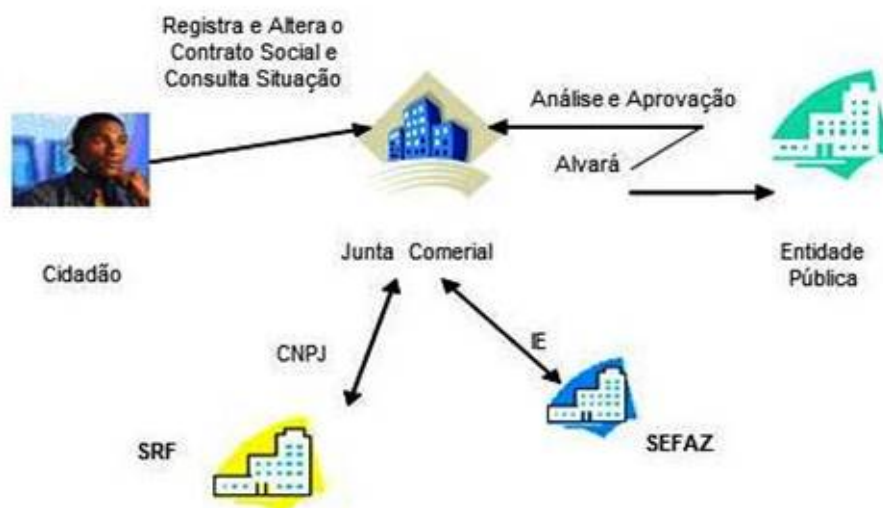 Registra e Altera o
Contrato Social e
Consulta Situação
Análise e Aprovação
Alvará
Cidadão
Junta Comerial
Entidade
Pública
CNPJ
IE
SRF
SEFAZ